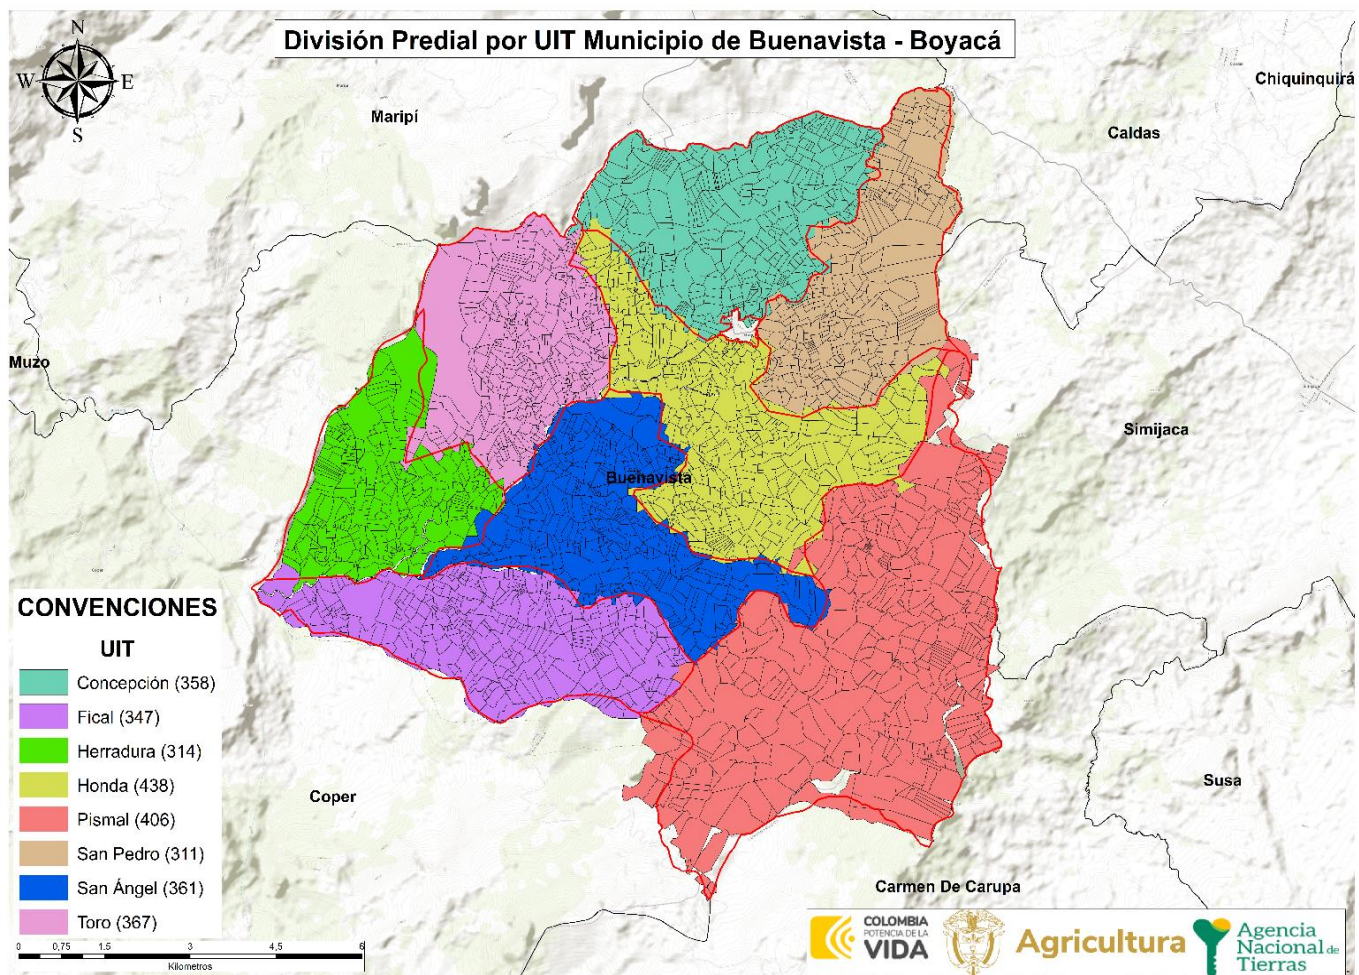 División Predial por UIT Municipio de Buenavista - Boyacá
N
W
E
S
Chiquinquirá
Maripí
Caldas
Muzo
Simijaca
Buenavista
CONVENCIONES
UIT
Concepción (358)
Fical (347)
Herradura (314)
Honda (438)
Pismal (406)
San Pedro (311)
San Ángel (361)
Toro (367)
Coper
Susa
Carmen De Carupa
0 0,75 1,5 3 4,5 6
Kilometros
COLOMBIA
POTENCIA DE LA
VIDA
Agricultura
Agencia
Nacional de
Tierras